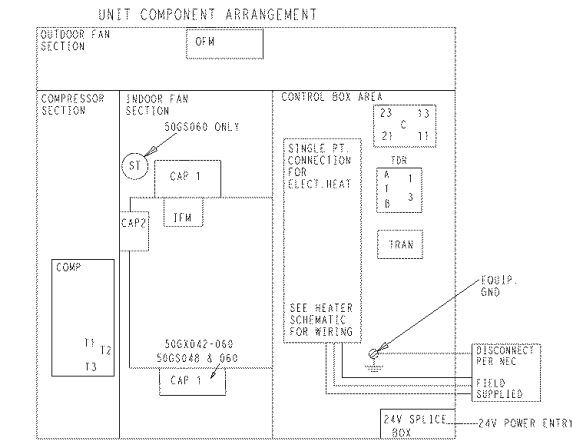 UNIT COMPONENT ARRANGEMENT
OUTDOOR FAN
SECTION
OFM
COMPRESSOR
SECTION
INDOOR FAN
SECTION
CONTROL BOX AREA
50GS060 ONLY
23 13
C
21 11
ST
CAP 1
SINGLE PT.
CONNECTION
FOR
ELECT.HEAT
TDR
A 1
1
B 3
CAP2
IFM
TRAN
COMP
EQUIP.
GND
SEE HEATER
SCHEMATIC
FOR WIRING
T1
T2
T3
50GX042-060
50GS048 & 060
CAP 1
DISCONNECT
PER NEC
FIELD
SUPPLIED
24V SPLICE
BOX
24V POWER ENTRY